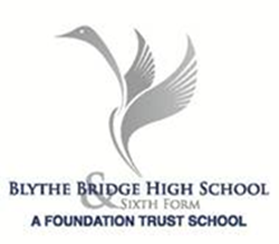 BLYTHE BRIDGE HIGH SCHOOL
& SIXTH FORM
A FOUNDATION TRUST SCHOOL